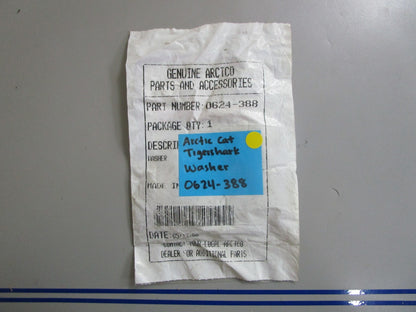 GENUINE ARCTCO
PARTS AND ACCESSORIES
PART NUMBER: 0624-388
PACKAGE QTY: 1
DESCRI
WASHER
Arctic Cat
Tigershark
Washer
0624-388
MADE IN
DATE:
CONTACT YOUR LOCAL ARCTCO
DEALER FOR ADDITIONAL PARTS